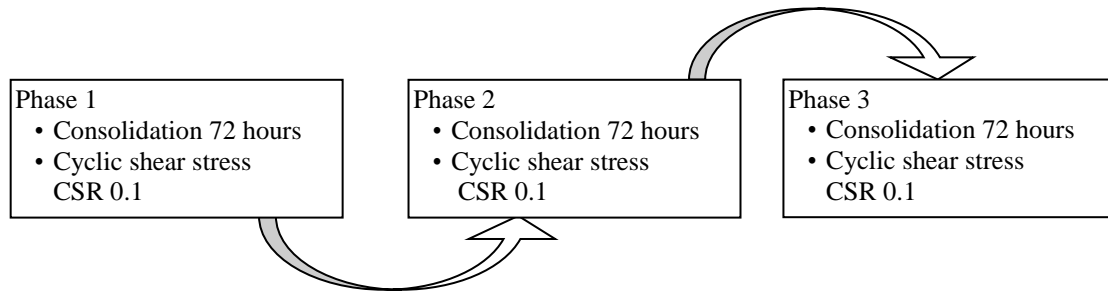 Phase 1
• Consolidation 72 hours
• Cyclic shear stress
CSR 0.1
Phase 2
• Consolidation 72 hours
• Cyclic shear stress
CSR 0.1
Phase 3
• Consolidation 72 hours
• Cyclic shear stress
CSR 0.1